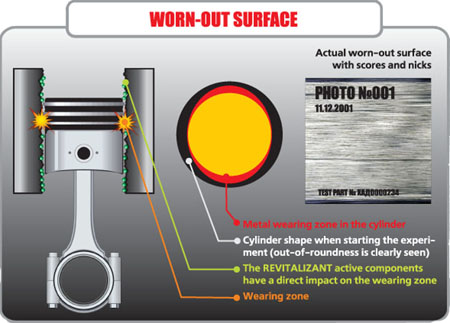 WORN-OUT SURFACE
Actual worn-out surface
with scores and nicks
PHOTO №001
11.12.2001
TEST PART № КАДD000234
Metal wearing zone in the cylinder
Cylinder shape when starting the experi-
ment (out-of-roundness is clearly seen)
The REVITALIZANT active components
have a direct impact on the wearing zone
Wearing zone